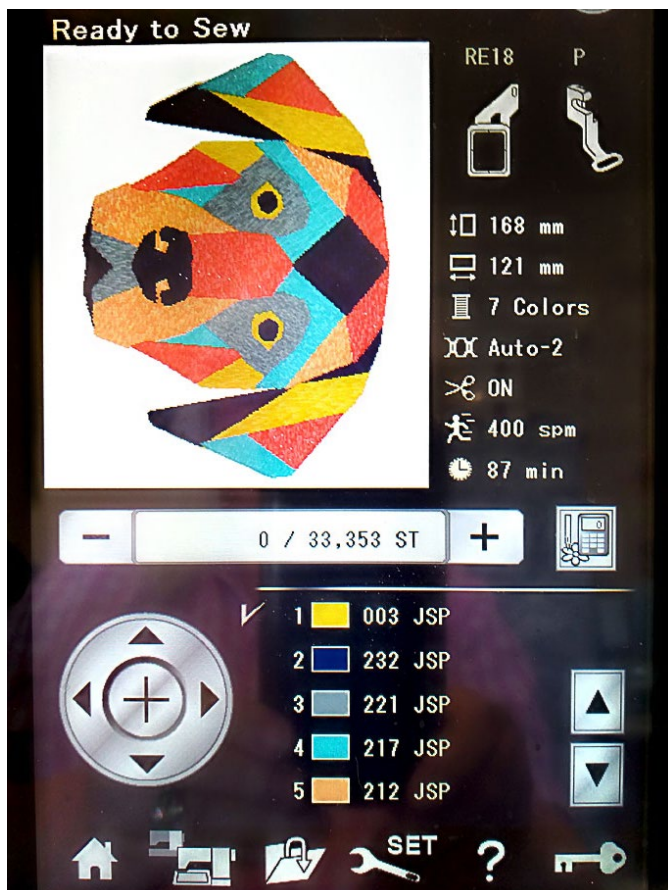 Ready to Sew
RE18 P
168 mm
121 mm
7 Colors
Auto-2
ON
400 spm
87 min
− 0 / 33,353 ST +
1 003 JSP
2 232 JSP
3 221 JSP
4 217 JSP
5 212 JSP
SET
?